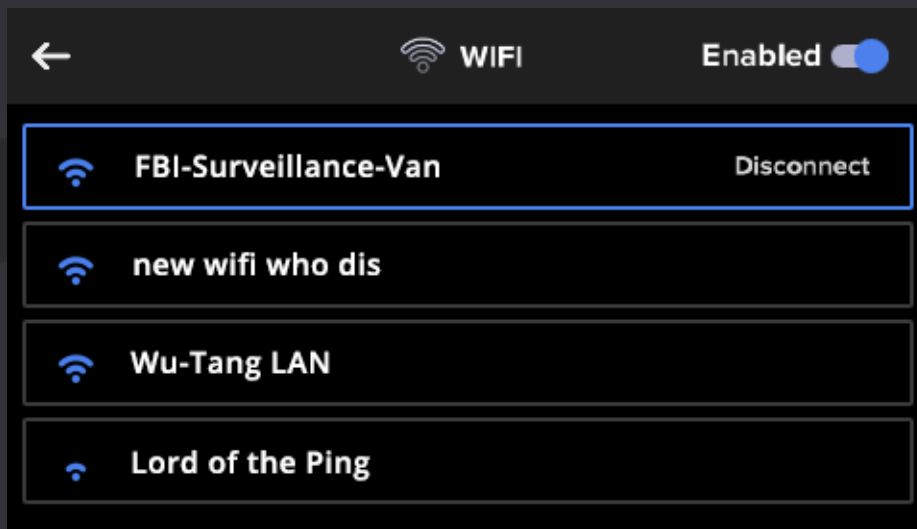 WIFI
Enabled
FBI-Surveillance-Van
Disconnect
new wifi who dis
Wu-Tang LAN
Lord of the Ping